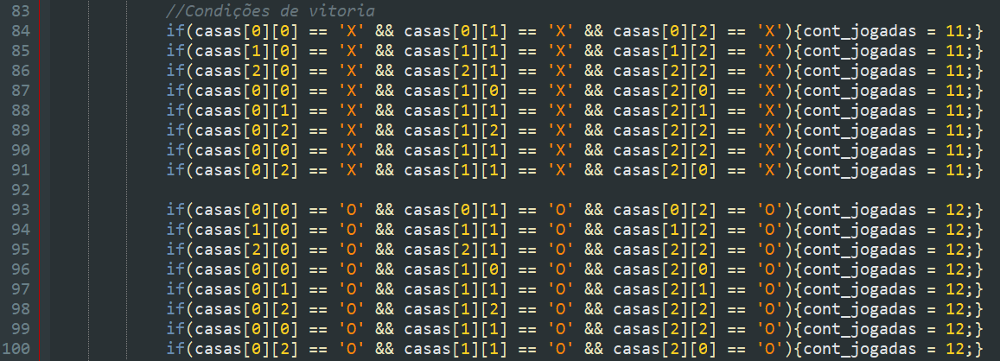 83 //Condições de vitoria
84 if(casas[0][0] == 'X' && casas[0][1] == 'X' && casas[0][2] == 'X'){cont_jogadas = 11;}
85 if(casas[1][0] == 'X' && casas[1][1] == 'X' && casas[1][2] == 'X'){cont_jogadas = 11;}
86 if(casas[2][0] == 'X' && casas[2][1] == 'X' && casas[2][2] == 'X'){cont_jogadas = 11;}
87 if(casas[0][0] == 'X' && casas[1][0] == 'X' && casas[2][0] == 'X'){cont_jogadas = 11;}
88 if(casas[0][1] == 'X' && casas[1][1] == 'X' && casas[2][1] == 'X'){cont_jogadas = 11;}
89 if(casas[0][2] == 'X' && casas[1][2] == 'X' && casas[2][2] == 'X'){cont_jogadas = 11;}
90 if(casas[0][0] == 'X' && casas[1][1] == 'X' && casas[2][2] == 'X'){cont_jogadas = 11;}
91 if(casas[0][2] == 'X' && casas[1][1] == 'X' && casas[2][0] == 'X'){cont_jogadas = 11;}
92
93 if(casas[0][0] == 'O' && casas[0][1] == 'O' && casas[0][2] == 'O'){cont_jogadas = 12;}
94 if(casas[1][0] == 'O' && casas[1][1] == 'O' && casas[1][2] == 'O'){cont_jogadas = 12;}
95 if(casas[2][0] == 'O' && casas[2][1] == 'O' && casas[2][2] == 'O'){cont_jogadas = 12;}
96 if(casas[0][0] == 'O' && casas[1][0] == 'O' && casas[2][0] == 'O'){cont_jogadas = 12;}
97 if(casas[0][1] == 'O' && casas[1][1] == 'O' && casas[2][1] == 'O'){cont_jogadas = 12;}
98 if(casas[0][2] == 'O' && casas[1][2] == 'O' && casas[2][2] == 'O'){cont_jogadas = 12;}
99 if(casas[0][0] == 'O' && casas[1][1] == 'O' && casas[2][2] == 'O'){cont_jogadas = 12;}
100 if(casas[0][2] == 'O' && casas[1][1] == 'O' && casas[2][0] == 'O'){cont_jogadas = 12;}